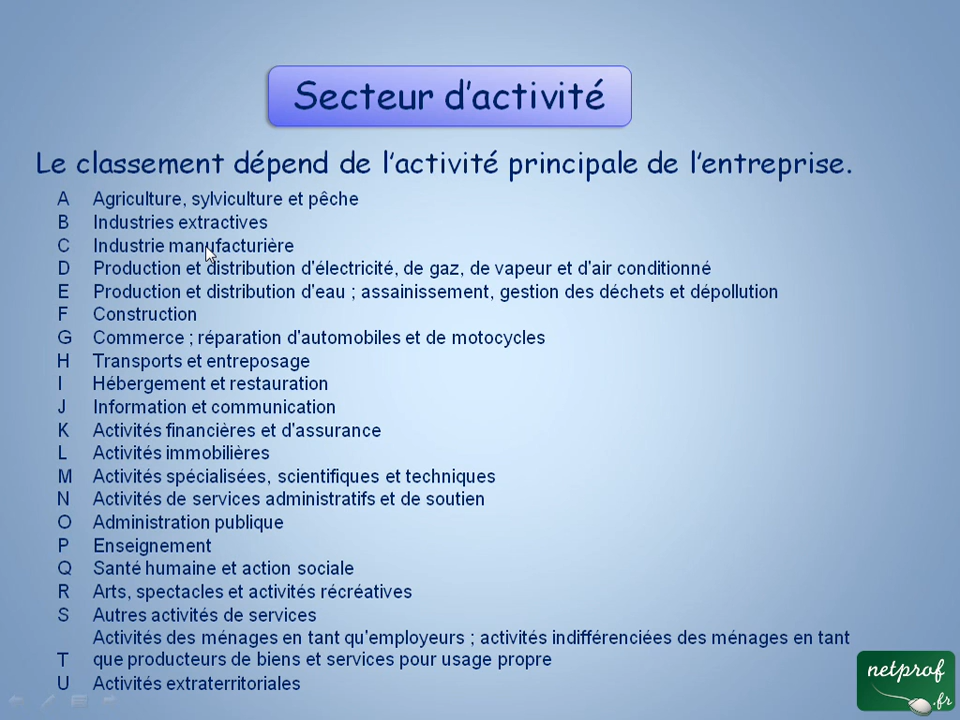 Secteur d'activité
Le classement dépend de l'activité principale de l'entreprise.
A Agriculture, sylviculture et pêche
B Industries extractives
C Industrie manufacturière
D Production et distribution d'électricité, de gaz, de vapeur et d'air conditionné
E Production et distribution d'eau ; assainissement, gestion des déchets et dépollution
F Construction
G Commerce ; réparation d'automobiles et de motocycles
H Transports et entreposage
I Hébergement et restauration
J Information et communication
K Activités financières et d'assurance
L Activités immobilières
M Activités spécialisées, scientifiques et techniques
N Activités de services administratifs et de soutien
O Administration publique
P Enseignement
Q Santé humaine et action sociale
R Arts, spectacles et activités récréatives
S Autres activités de services
Activités des ménages en tant qu'employeurs ; activités indifférenciées des ménages en tant
T que producteurs de biens et services pour usage propre
U Activités extraterritoriales
netprof
.fr